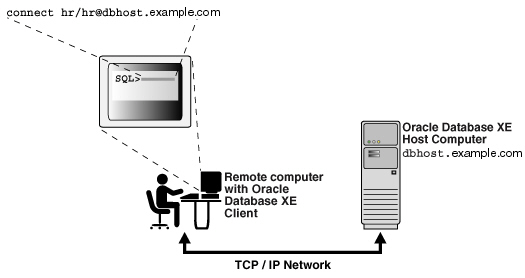 connect hr/hr@dbhost.example.com
SQL>
Oracle Database XE
Host Computer
dbhost.example.com
Remote computer
with Oracle
Database XE
Client
TCP / IP Network